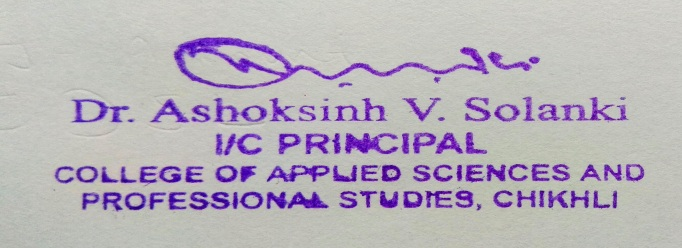 Dr. Ashoksinh V. Solanki
I/C PRINCIPAL
COLLEGE OF APPLIED SCIENCES AND
PROFESSIONAL STUDIES, CHIKHLI